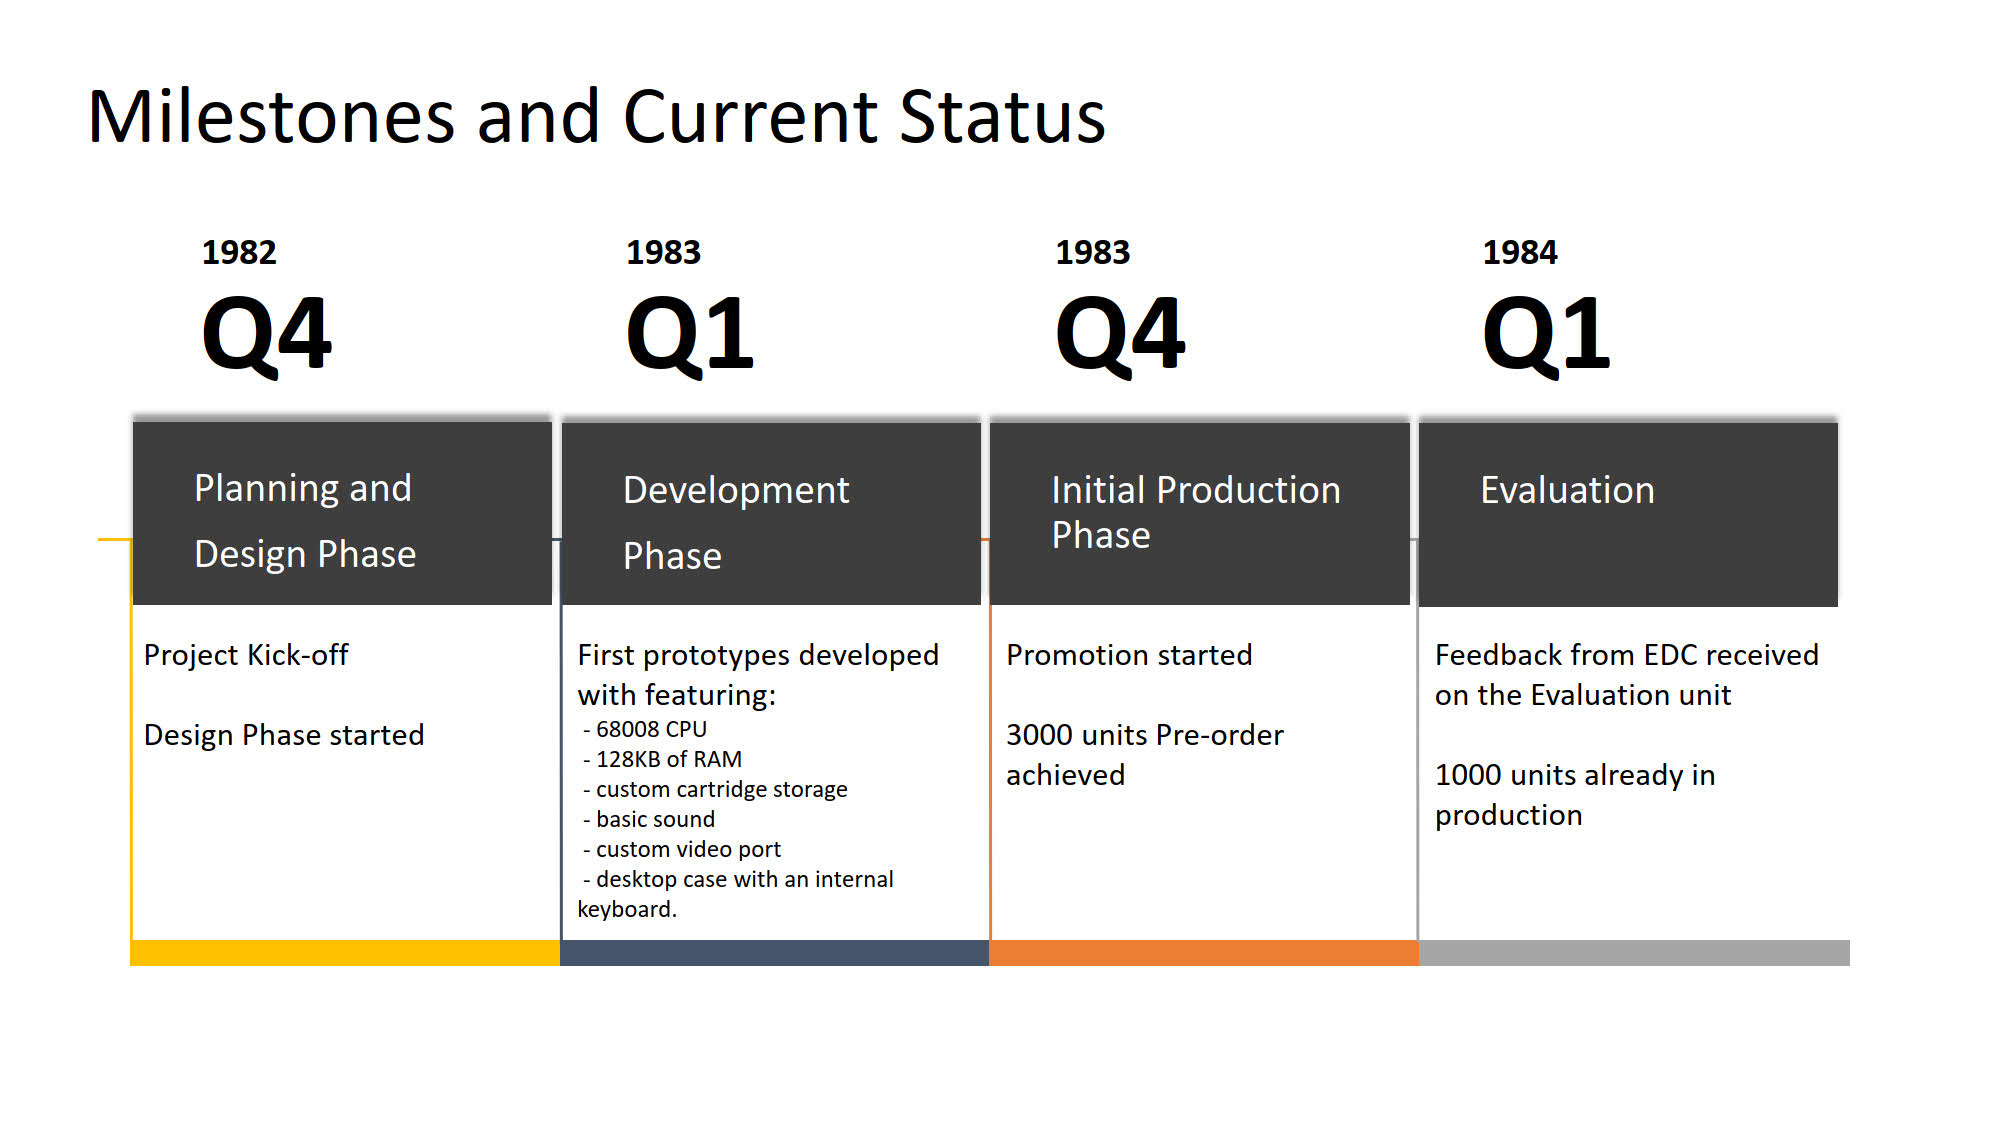 Milestones and Current Status
1982
Q4
Planning and
Design Phase
Project Kick-off
Design Phase started
1983
Q1
Development
Phase
First prototypes developed
with featuring:
- 68008 CPU
- 128KB of RAM
- custom cartridge storage
- basic sound
- custom video port
- desktop case with an internal
keyboard.
1983
Q4
Initial Production
Phase
Promotion started
3000 units Pre-order
achieved
1984
Q1
Evaluation
Feedback from EDC received
on the Evaluation unit
1000 units already in
production